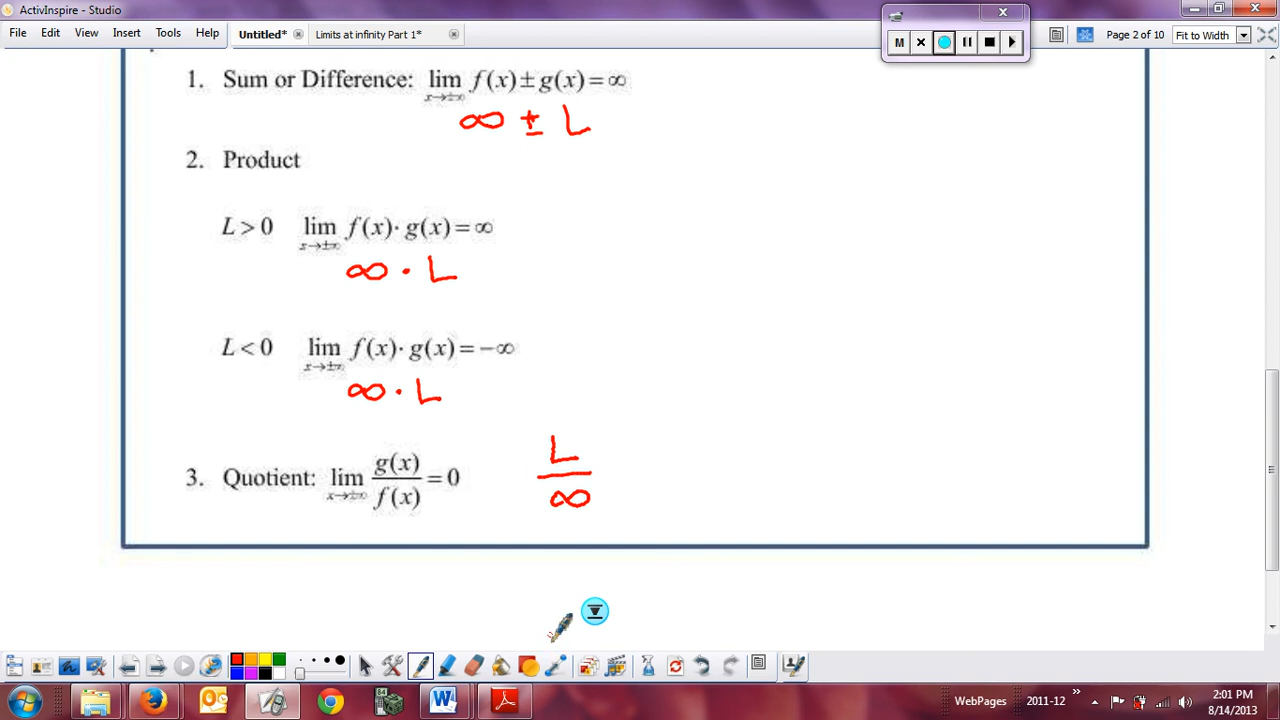 ActivInspire - Studio
File Edit View Insert Tools Help Untitled* Limits at infinity Part 1* M Page 2 of 10 Fit to Width
1. Sum or Difference: lim x→±∞ f(x) ± g(x) = ∞
∞ ± L
2. Product
L > 0 lim x→±∞ f(x)· g(x) = ∞
∞ · L
L < 0 lim x→±∞ f(x)· g(x) = −∞
∞ · L
3. Quotient: lim x→±∞ g(x)/f(x) = 0 L/∞
WebPages 2011-12 2:01 PM
8/14/2013